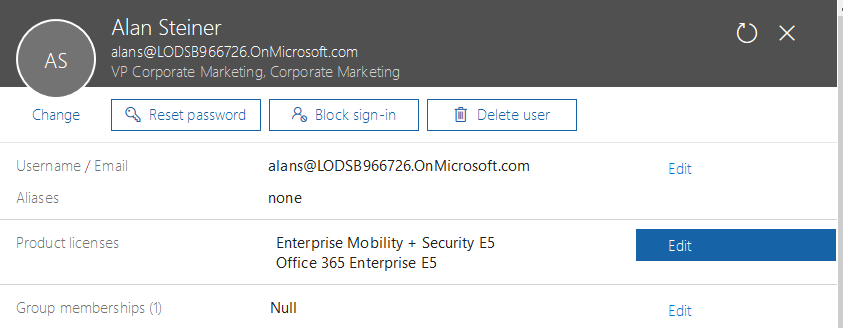 AS
Alan Steiner
alans@LODSB966726.OnMicrosoft.com
VP Corporate Marketing, Corporate Marketing
Change
Reset password
Block sign-in
Delete user
Username / Email
alans@LODSB966726.OnMicrosoft.com
Edit
Aliases
none
Product licenses
Enterprise Mobility + Security E5
Office 365 Enterprise E5
Edit
Group memberships (1)
Null
Edit